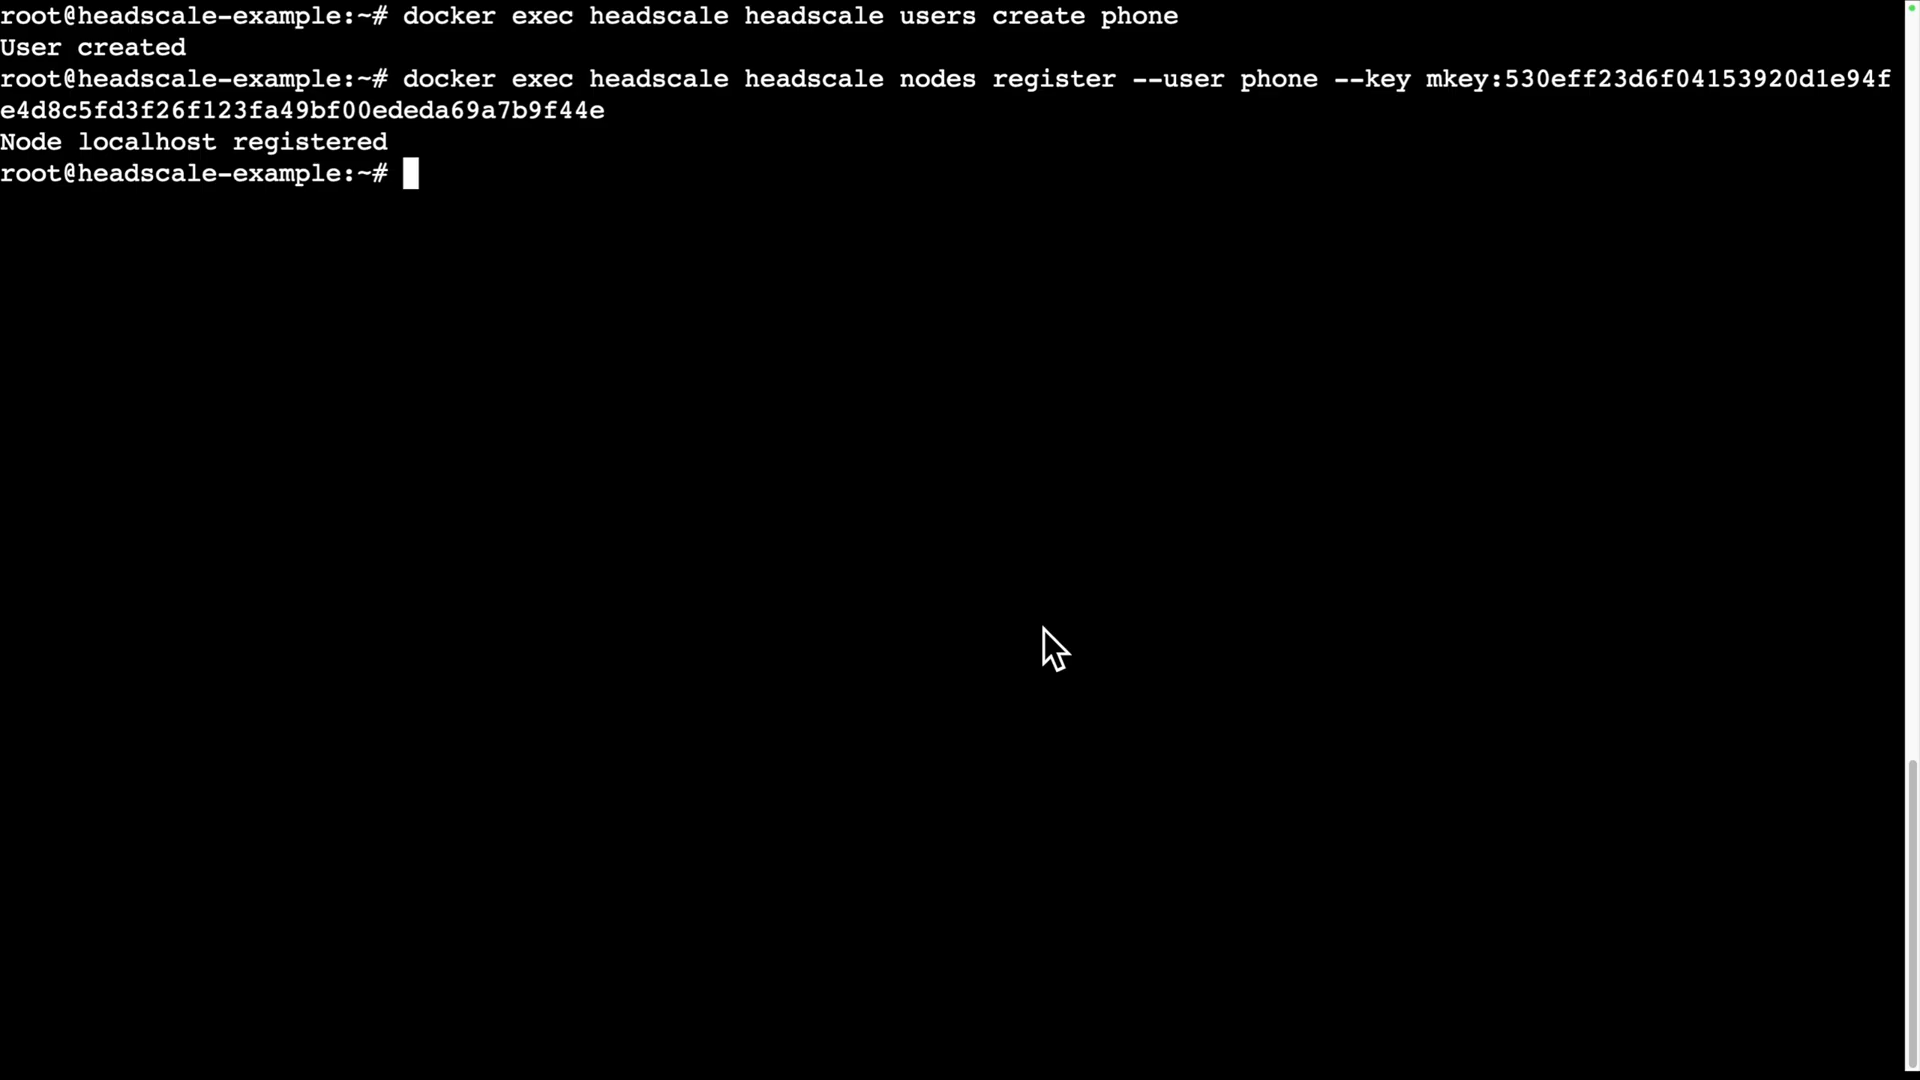 root@headscale-example:~# docker exec headscale headscale users create phone
User created
root@headscale-example:~# docker exec headscale headscale nodes register --user phone --key mkey:530eff23d6f04153920d1e94f
e4d8c5fd3f26f123fa49bf00ededa69a7b9f44e
Node localhost registered
root@headscale-example:~#